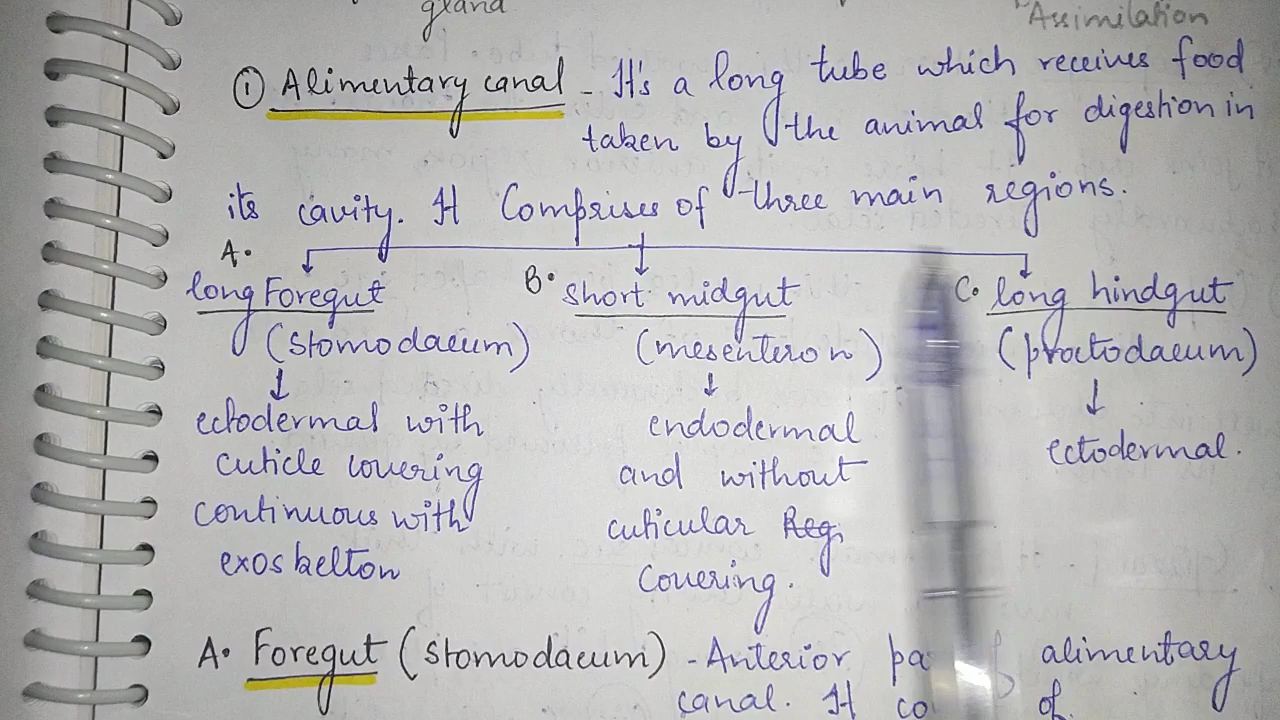 gland
Assimilation
① Alimentary canal - It's a long tube which receives food
taken by the animal for digestion in
its cavity. It Comprises of three main regions.
A.
long Foregut
B. Short midgut
C. long hindgut
(Stomodaeum)
(mesenteron)
(proctodaeum)
ectodermal with
cuticle covering
continuous with
exoskelton
endodermal
and without
cuticular Reg.
Covering.
ectodermal.
A. Foregut (Stomodaeum) - Anterior alimentary
canal. It of